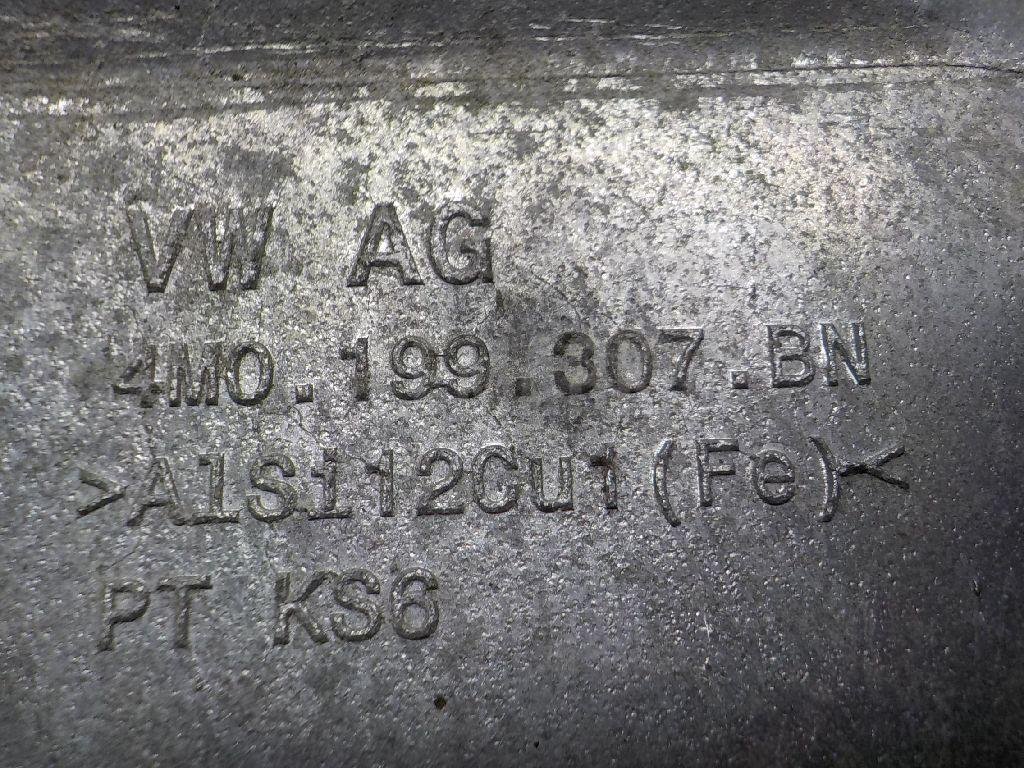 VW AG
4M0.199.307.BN
>AlSi12Cu1(Fe)<
PT KS6